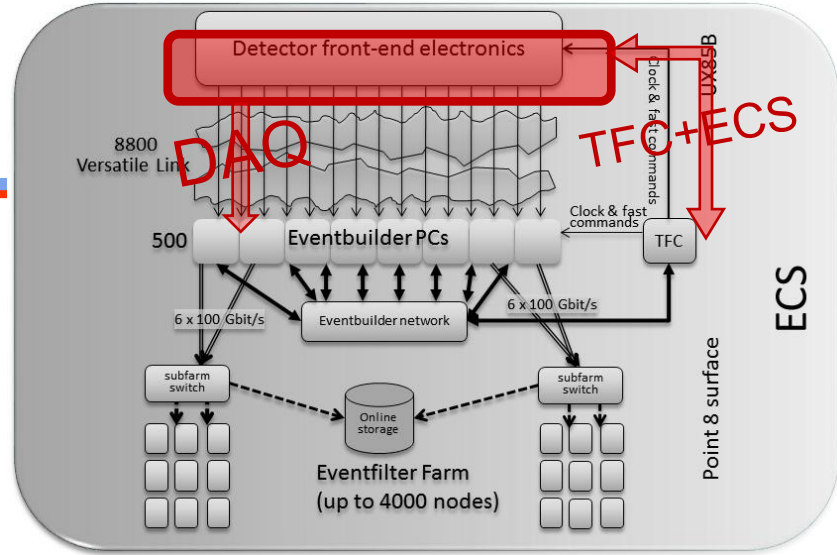 Detector front-end electronics
UX85B
Clock & fast
commands
DAQ
TFC+ECS
8800
Versatile Link
Clock & fast
commands
500
Eventbuilder PCs
TFC
ECS
6 x 100 Gbit/s
6 x 100 Gbit/s
Eventbuilder network
Point 8 surface
subfarm
switch
subfarm
switch
Online
storage
Eventfilter Farm
(up to 4000 nodes)